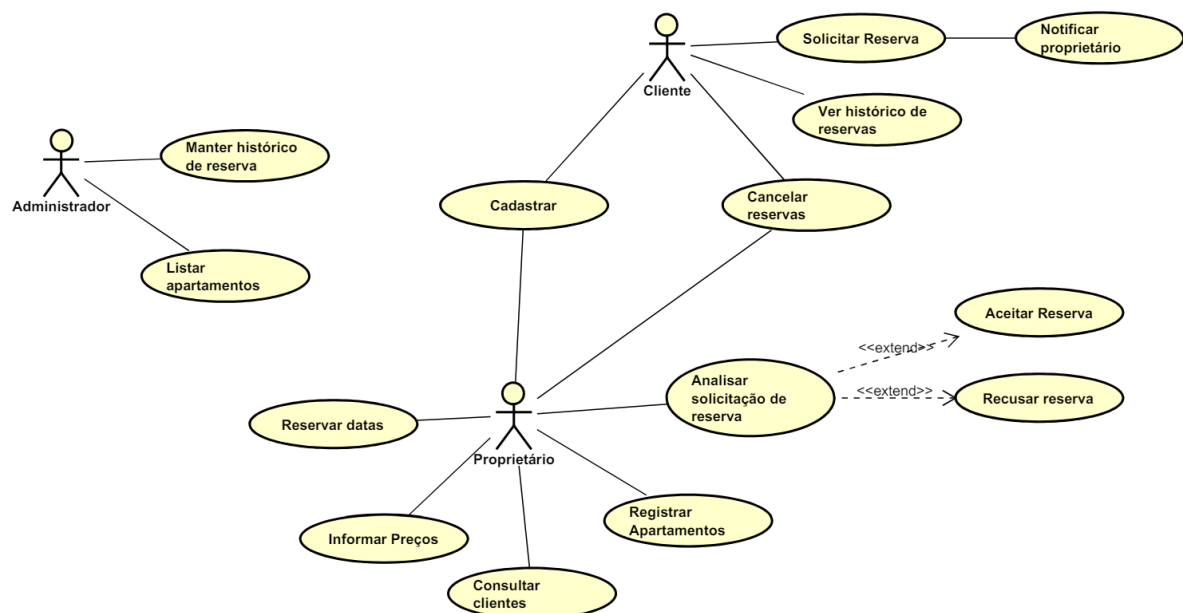 Solicitar Reserva
Notificar
proprietário
Cliente
Ver histórico de
reservas
Manter histórico
de reserva
Administrador
Cadastrar
Cancelar
reservas
Listar
apartamentos
Aceitar Reserva
<<extend>>
Analisar
solicitação de
reserva
<<extend>>
Recusar reserva
Reservar datas
Proprietário
Registrar
Apartamentos
Informar Preços
Consultar
clientes